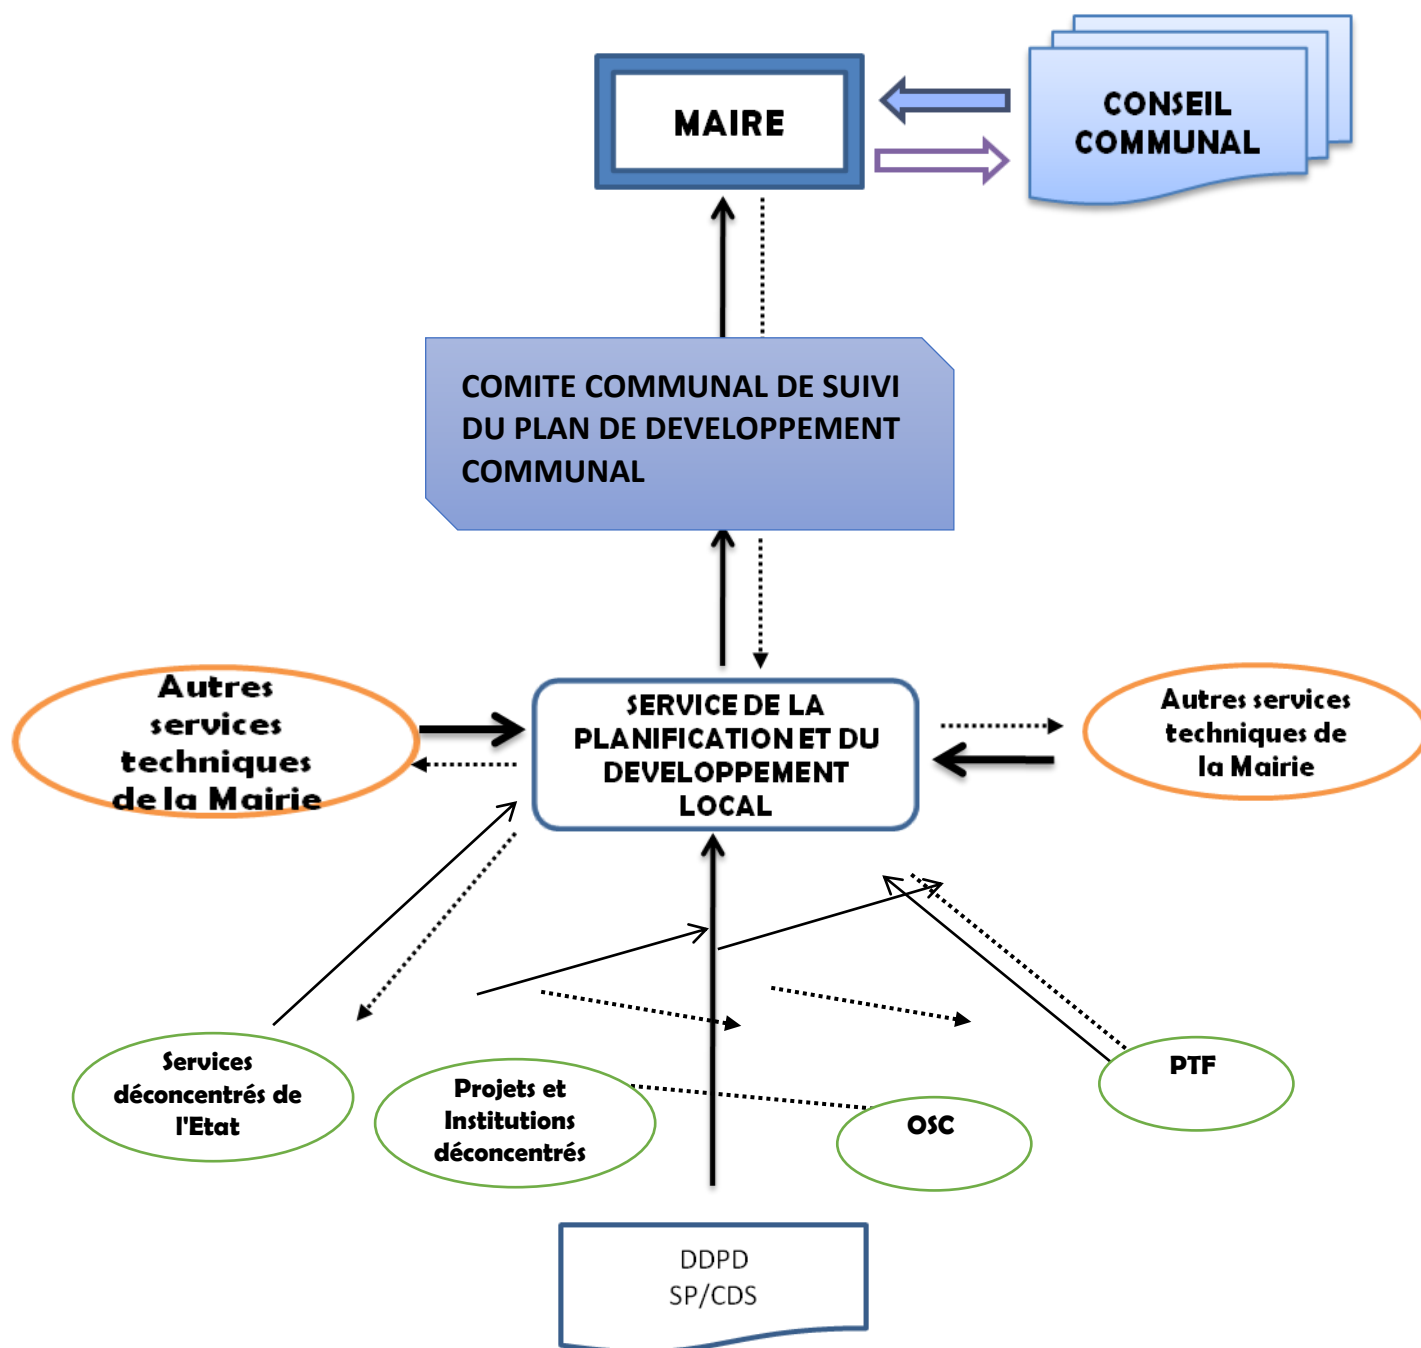 MAIRE
CONSEIL
COMMUNAL
COMITE COMMUNAL DE SUIVI
DU PLAN DE DEVELOPPEMENT
COMMUNAL
Autres
services
techniques
de la Mairie
SERVICE DE LA
PLANIFICATION ET DU
DEVELOPPEMENT
LOCAL
Autres services
techniques de
la Mairie
Services
déconcentrés de
l'Etat
Projets et
Institutions
déconcentrés
OSC
PTF
DDPD
SP/CDS